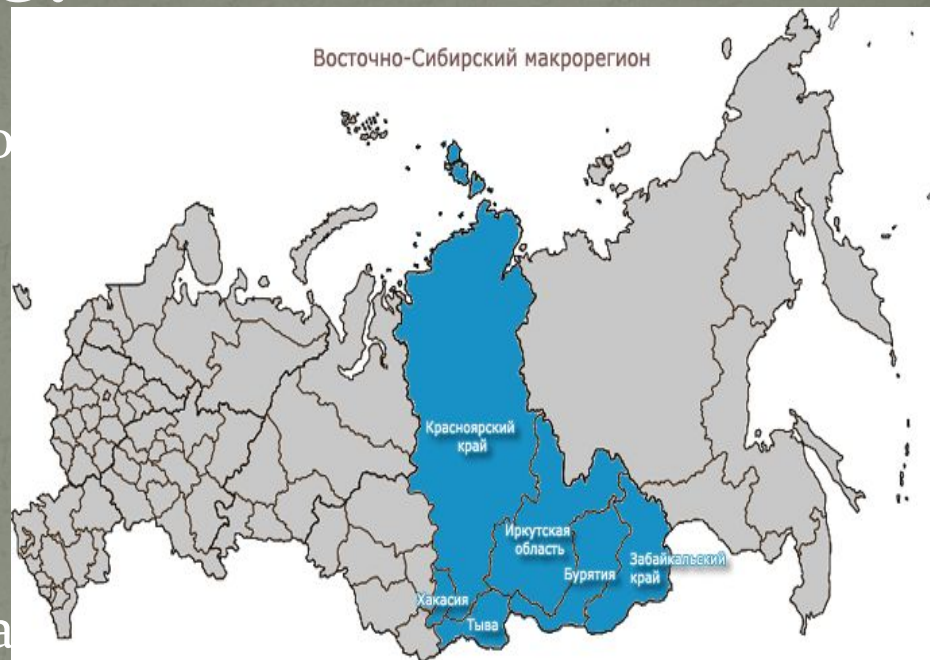 Восточно-Сибирский макрорегион
Красноярский
край
Иркутская
область
Бурятия
Забайкальский
край
Хакасия
Тыва